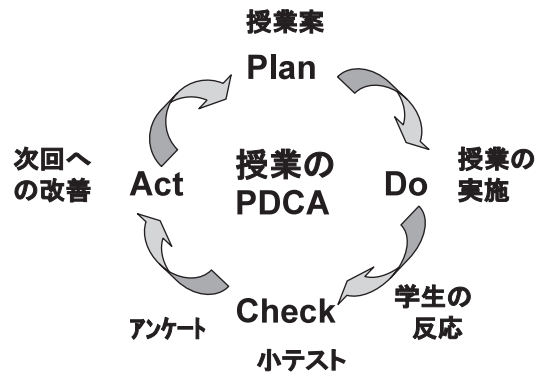 授業案
Plan
次回へ
の改善
Act
授業の
PDCA
Do
授業の
実施
Check
学生の
反応
アンケート
小テスト